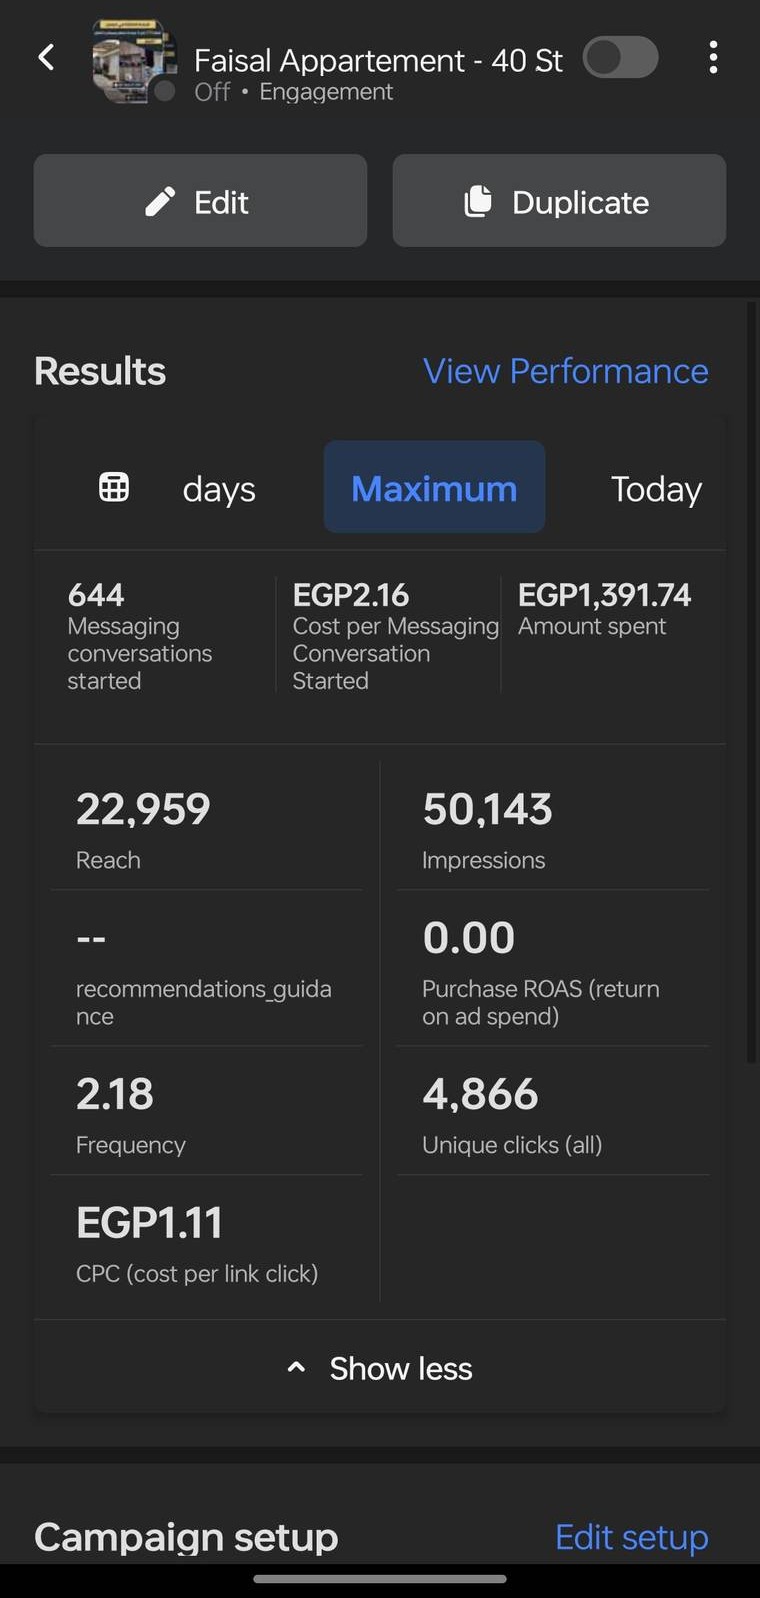 Faisal Appartement - 40 St
Off • Engagement
Edit
Duplicate
Results
View Performance
days
Maximum
Today
644
Messaging
conversations
started
EGP2.16
Cost per Messaging
Conversation
Started
EGP1,391.74
Amount spent
22,959
Reach
50,143
Impressions
--
recommendations_guida
nce
0.00
Purchase ROAS (return
on ad spend)
2.18
Frequency
4,866
Unique clicks (all)
EGP1.11
CPC (cost per link click)
Show less
Campaign setup
Edit setup